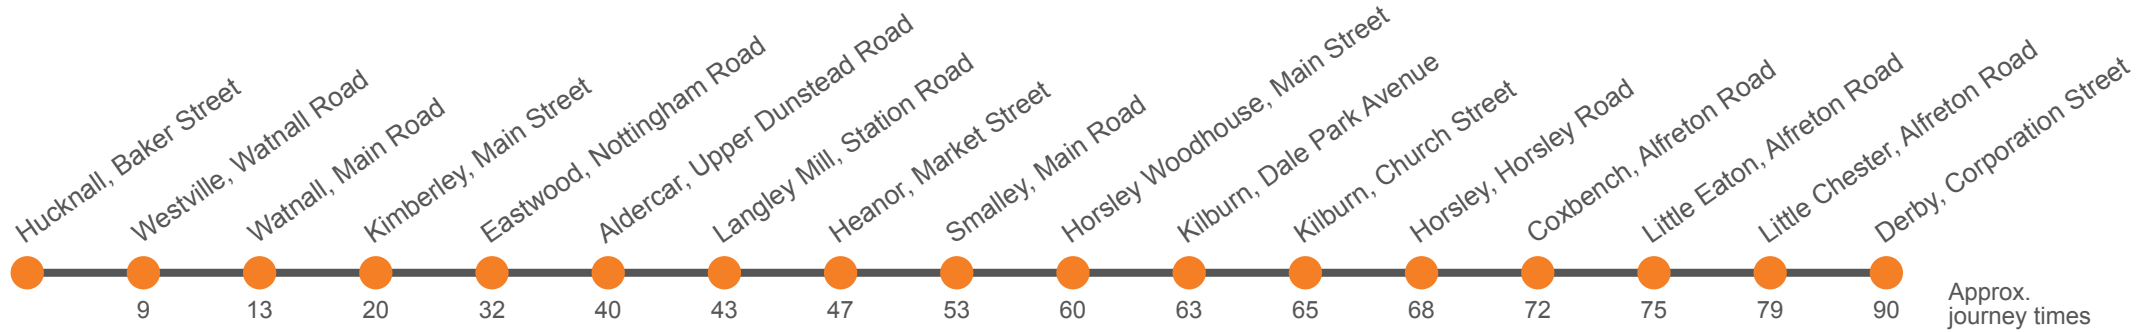 Hucknall, Baker Street
Westville, Watnall Road
Watnall, Main Road
Kimberley, Main Street
Eastwood, Nottingham Road
Aldercar, Upper Dunstead Road
Langley Mill, Station Road
Heanor, Market Street
Smalley, Main Road
Horsley Woodhouse, Main Street
Kilburn, Dale Park Avenue
Kilburn, Church Street
Horsley, Horsley Road
Coxbench, Alfreton Road
Little Eaton, Alfreton Road
Little Chester, Alfreton Road
Derby, Corporation Street
9 13 20 32 40 43 47 53 60 63 65 68 72 75 79 90
Approx.
journey times